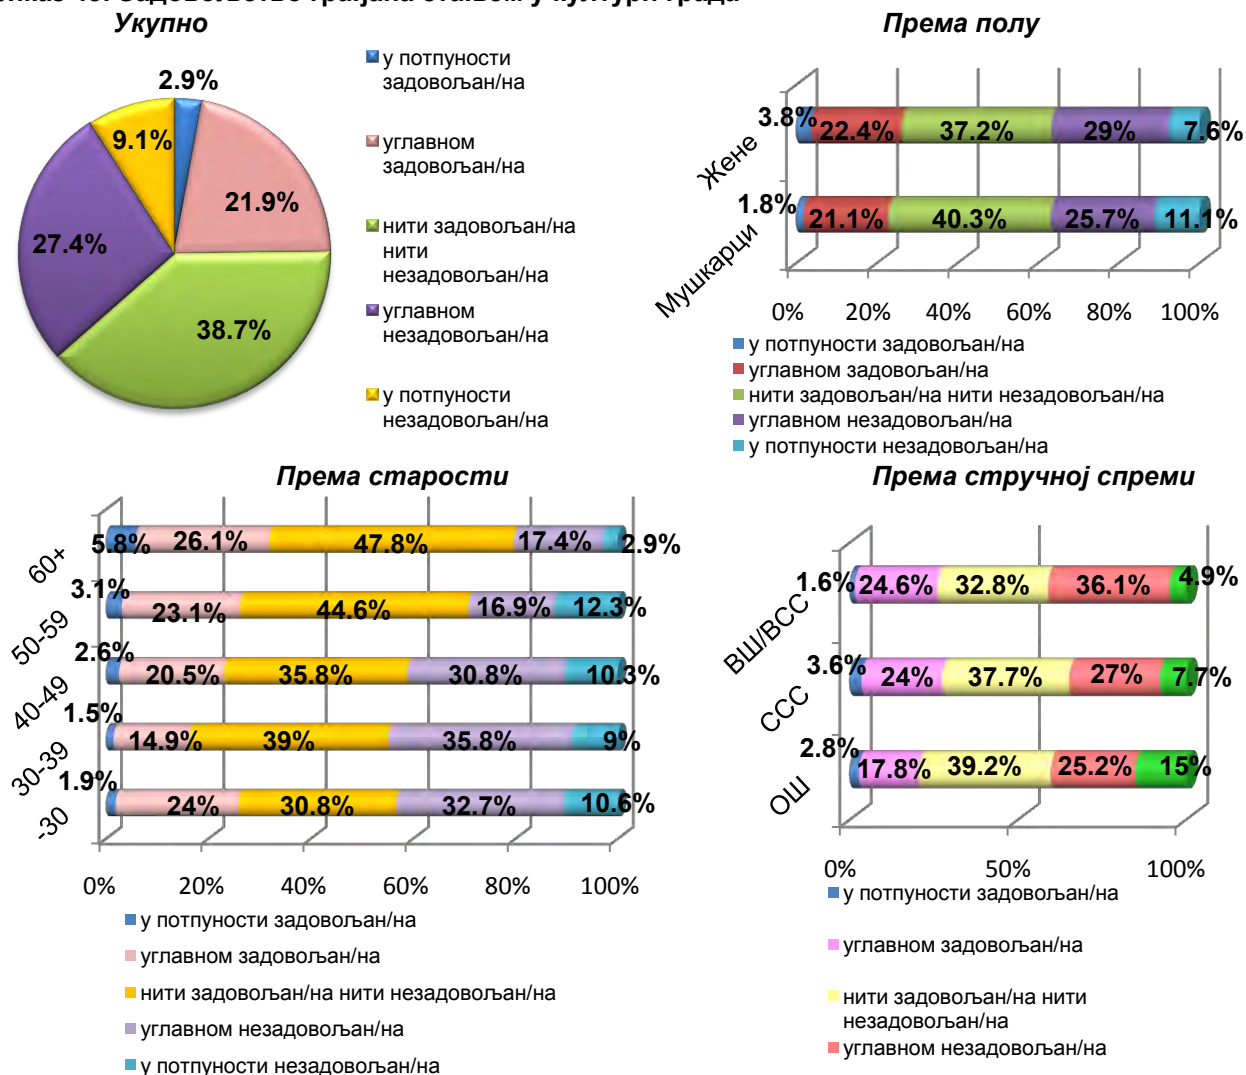 Задовољство грађана стањем у култури града
Укупно
2.9%
21.9%
38.7%
27.4%
9.1%
у потпуности
задовољан/на
углавном
задовољан/на
нити задовољан/на
нити
незадовољан/на
углавном
незадовољан/на
у потпуности
незадовољан/на
Према полу
Жене
3.8% 22.4% 37.2% 29% 7.6%
Мушкарци
1.8% 21.1% 40.3% 25.7% 11.1%
0% 20% 40% 60% 80% 100%
у потпуности задовољан/на
углавном задовољан/на
нити задовољан/на нити незадовољан/на
углавном незадовољан/на
у потпуности незадовољан/на
Према старости
60+
5.8% 26.1% 47.8% 17.4% 2.9%
50-59
3.1% 23.1% 44.6% 16.9% 12.3%
40-49
2.6% 20.5% 35.8% 30.8% 10.3%
30-39
1.5% 14.9% 39% 35.8% 9%
-30
1.9% 24% 30.8% 32.7% 10.6%
0% 20% 40% 60% 80% 100%
у потпуности задовољан/на
углавном задовољан/на
нити задовољан/на нити незадовољан/на
углавном незадовољан/на
у потпуности незадовољан/на
Према стручној спреми
ВШ/ВСС
1.6% 24.6% 32.8% 36.1% 4.9%
ССС
3.6% 24% 37.7% 27% 7.7%
ОШ
2.8% 17.8% 39.2% 25.2% 15%
0% 50% 100%
у потпуности задовољан/на
углавном задовољан/на
нити задовољан/на нити
незадовољан/на
углавном незадовољан/на